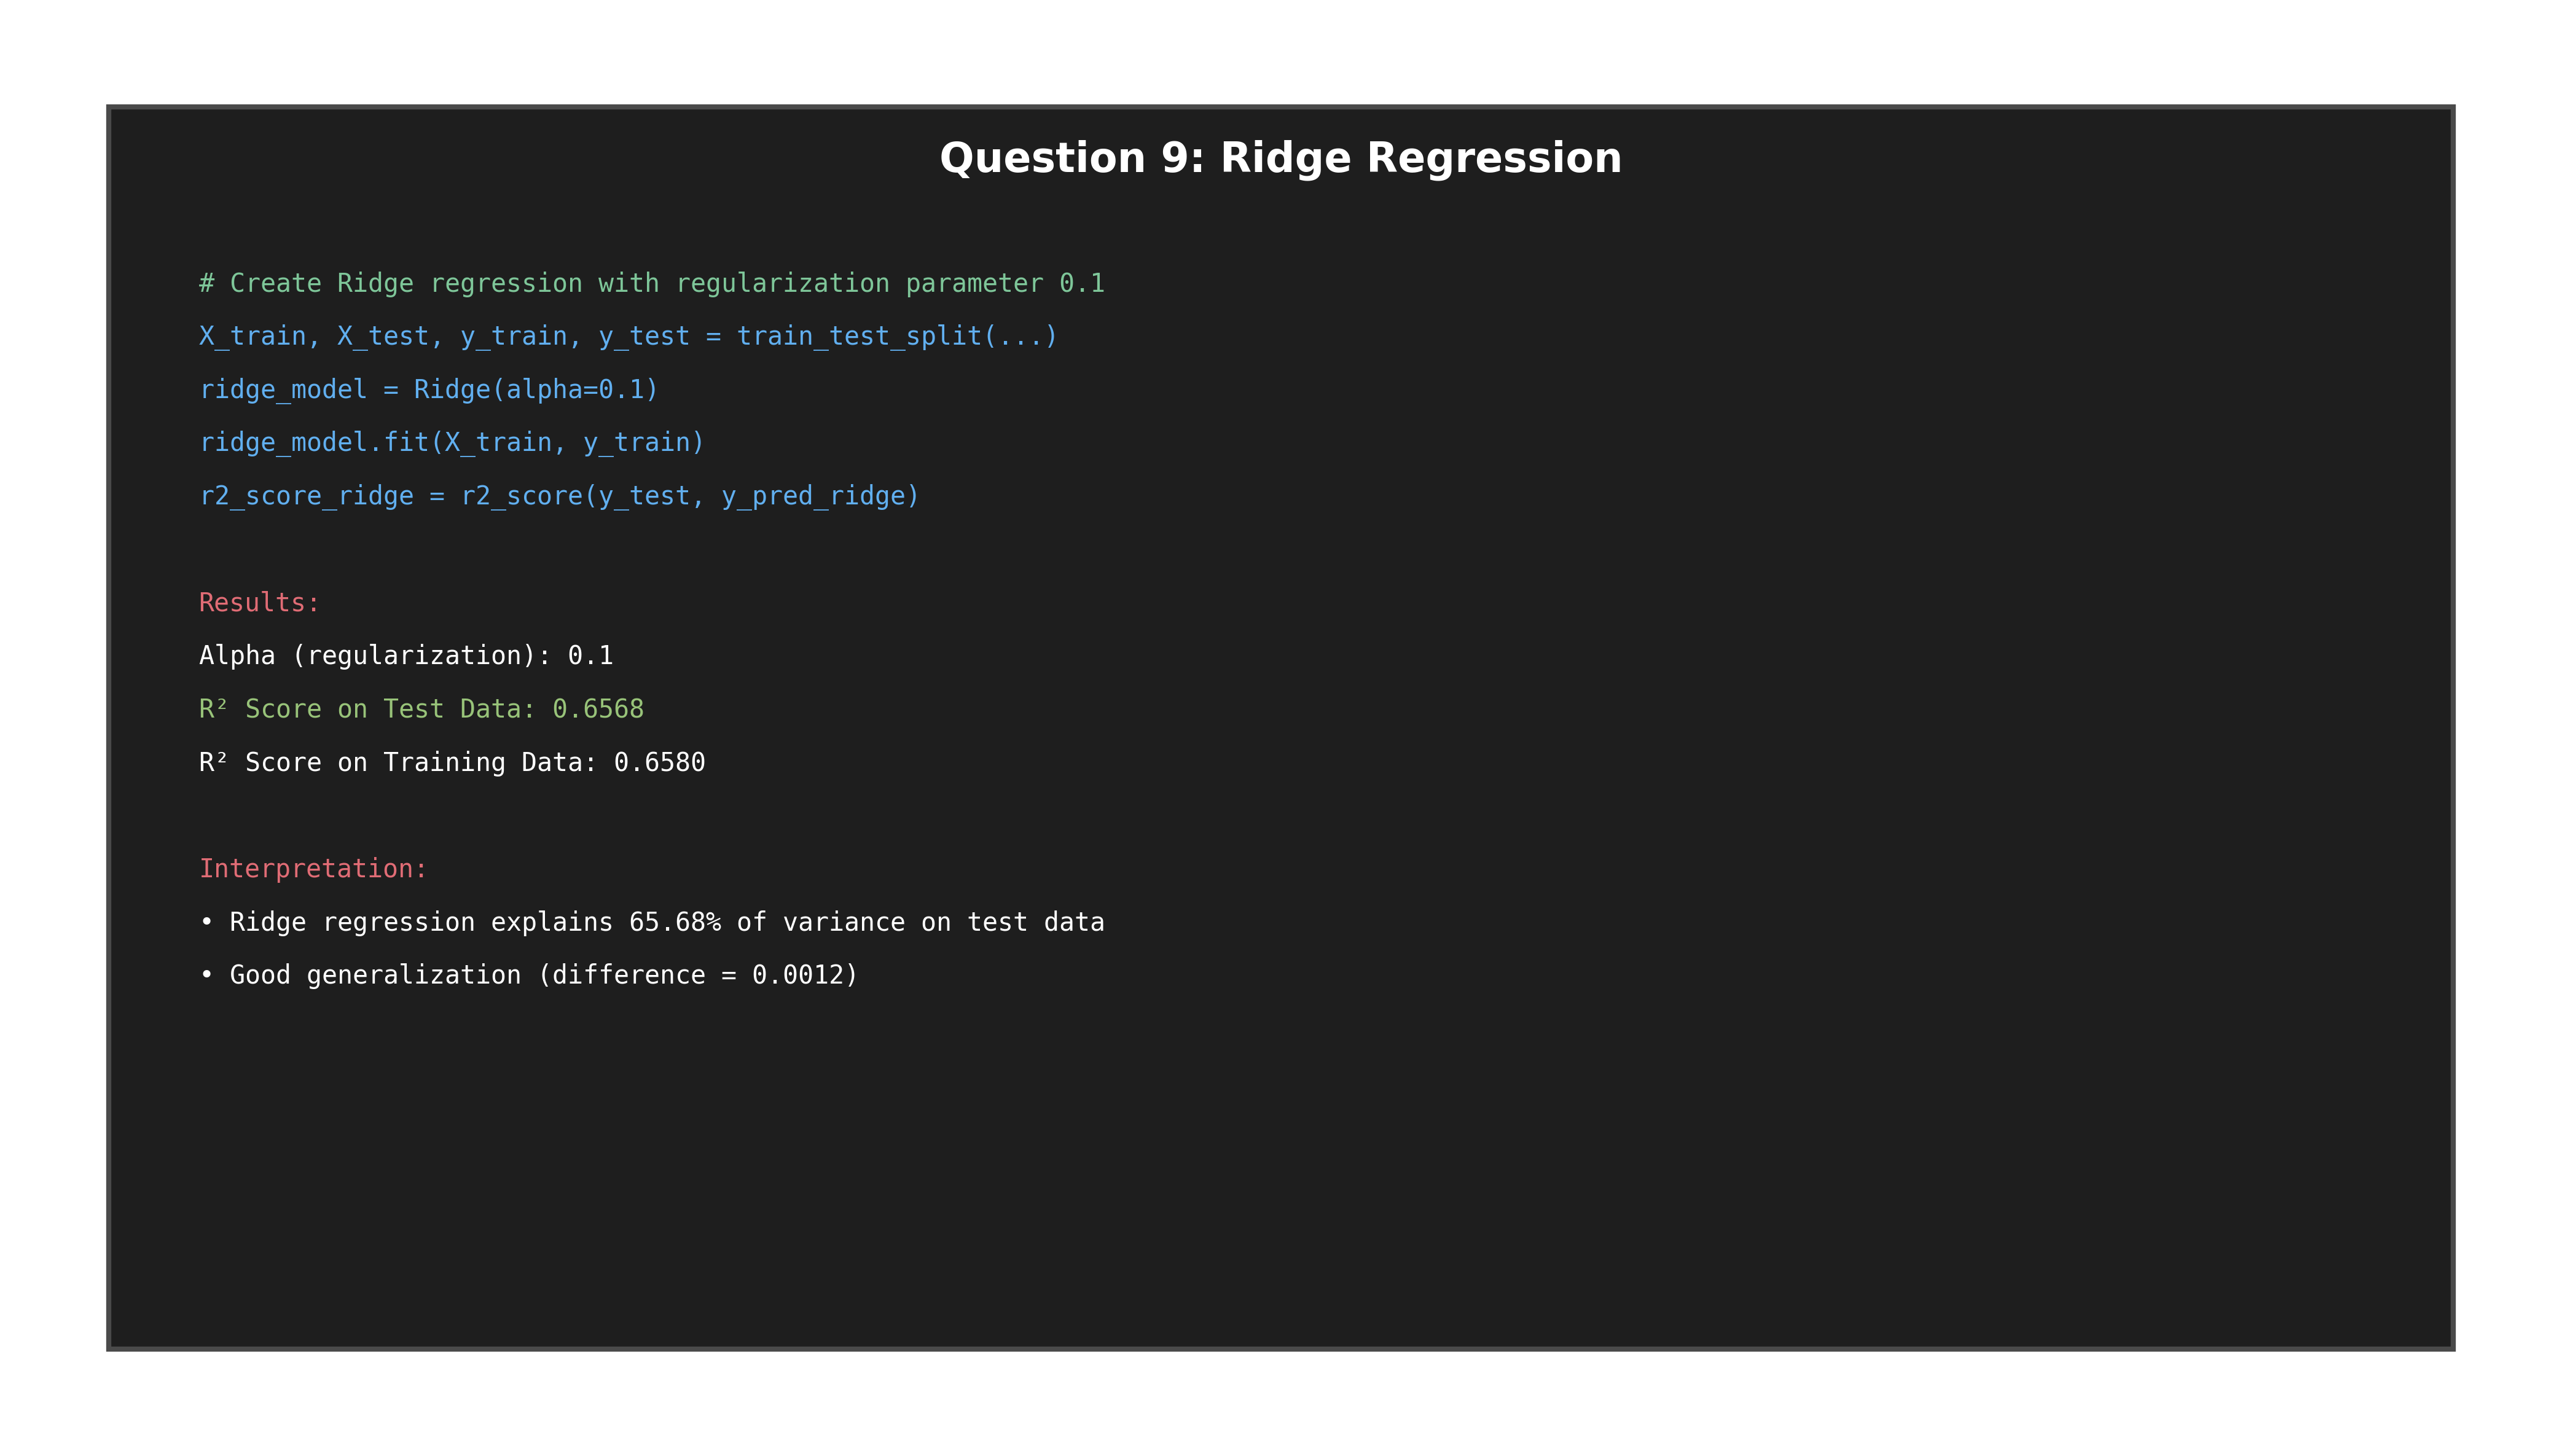 Question 9: Ridge Regression
# Create Ridge regression with regularization parameter 0.1
X_train, X_test, y_train, y_test = train_test_split(...)
ridge_model = Ridge(alpha=0.1)
ridge_model.fit(X_train, y_train)
r2_score_ridge = r2_score(y_test, y_pred_ridge)
Results:
Alpha (regularization): 0.1
R² Score on Test Data: 0.6568
R² Score on Training Data: 0.6580
Interpretation:
• Ridge regression explains 65.68% of variance on test data
• Good generalization (difference = 0.0012)